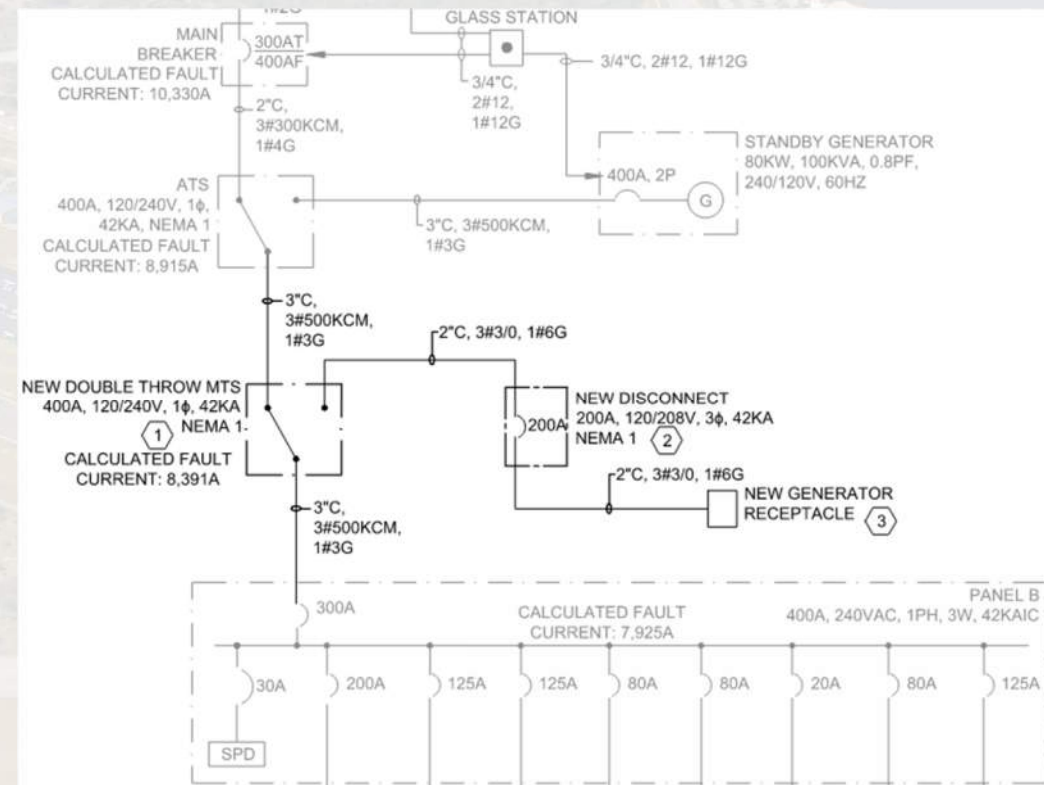 GLASS STATION
MAIN
BREAKER
300AT
400AF
CALCULATED FAULT
CURRENT: 10,330A
3/4"C, 2#12, 1#12G
3/4"C,
2#12,
1#12G
2"C,
3#300KCM,
1#4G
STANDBY GENERATOR
80KW, 100KVA, 0.8PF,
240/120V, 60HZ
400A, 2P
G
ATS
400A, 120/240V, 1ϕ,
42KA, NEMA 1
CALCULATED FAULT
CURRENT: 8,915A
3"C, 3#500KCM,
1#3G
3"C,
3#500KCM,
1#3G
2"C, 3#3/0, 1#6G
NEW DOUBLE THROW MTS
400A, 120/240V, 1ϕ, 42KA
1 NEMA 1
CALCULATED FAULT
CURRENT: 8,391A
200A
NEW DISCONNECT
200A, 120/208V, 3ϕ, 42KA
NEMA 1 2
2"C, 3#3/0, 1#6G
NEW GENERATOR
RECEPTACLE 3
3"C,
3#500KCM,
1#3G
PANEL B
400A, 240VAC, 1PH, 3W, 42KAIC
300A
CALCULATED FAULT
CURRENT: 7,925A
30A 200A 125A 125A 80A 80A 20A 80A 125A
SPD